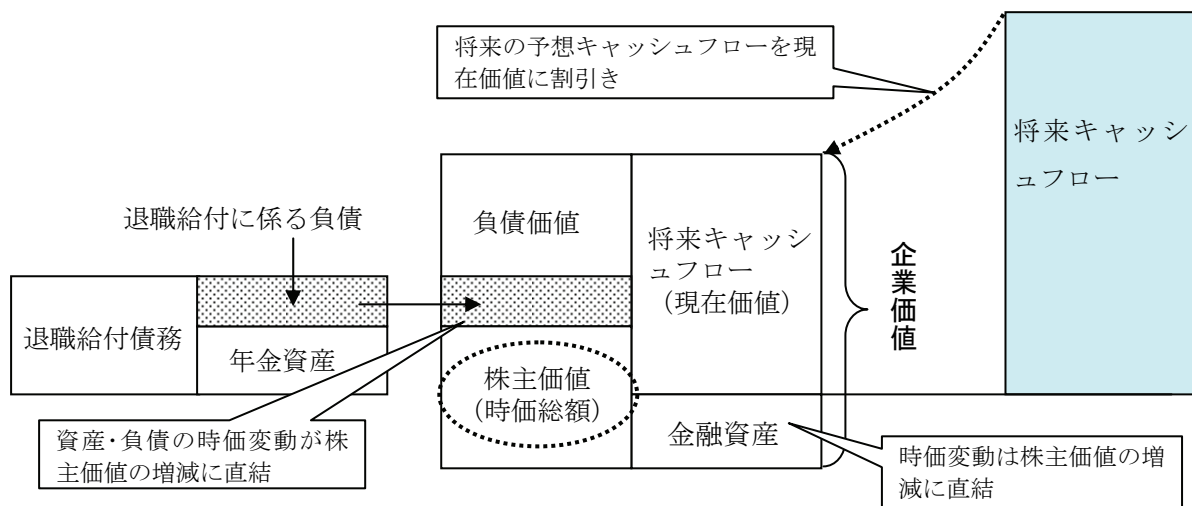 将来の予想キャッシュフローを現
在価値に割引き
将来キャッシ
ュフロー
退職給付に係る負債
負債価値
将来キャッシ
ュフロー
（現在価値）
企業価値
退職給付債務
年金資産
株主価値
（時価総額）
資産・負債の時価変動が株
主価値の増減に直結
金融資産
時価変動は株主価値の増
減に直結